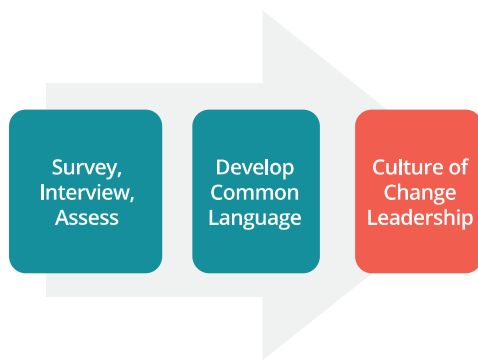 Survey,
Interview,
Assess
Develop
Common
Language
Culture of
Change
Leadership